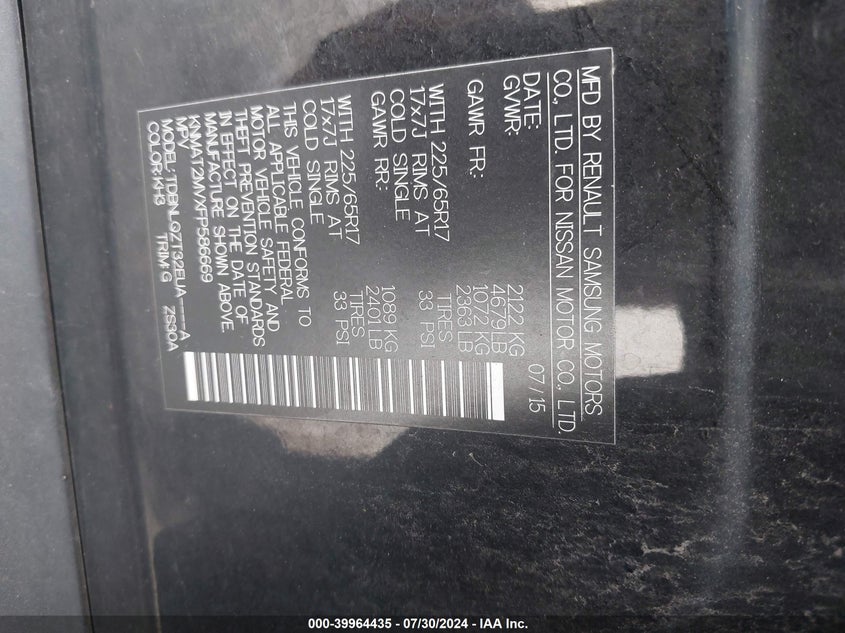 MFD BY RENAULT SAMSUNG MOTORS
CO., LTD. FOR NISSAN MOTOR CO., LTD.
DATE: 07/15
GVWR: 2122 KG
4679 LB
GAWR FR: 1072 KG
2363 LB
WITH 225/65R17 TIRES
17x7J RIMS AT 33 PSI
COLD SINGLE
GAWR RR: 1089 KG
2401 LB
WITH 225/65R17 TIRES
17x7J RIMS AT 33 PSI
COLD SINGLE
THIS VEHICLE CONFORMS TO
ALL APPLICABLE FEDERAL
MOTOR VEHICLE SAFETY AND
THEFT PREVENTION STANDARDS
IN EFFECT ON THE DATE OF
MANUFACTURE SHOWN ABOVE.
KNMAT2MVXFP586669
MPV
MODEL: TDBNLGZT32EUA-----A
COLOR: KH3 TRIM: G ZS30A
000-39964435 - 07/30/2024 - IAA Inc.